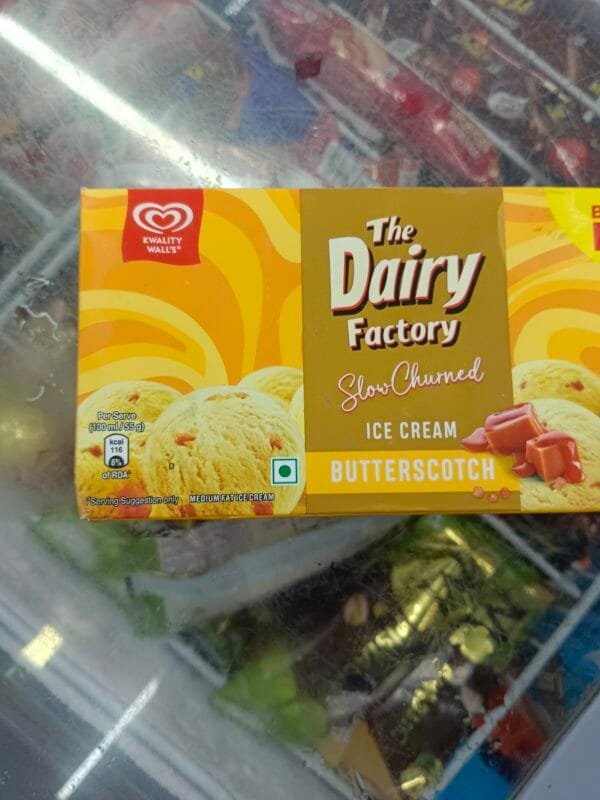 KWALITY
WALL'S®
The
Dairy
Factory
Slow Churned
ICE CREAM
BUTTERSCOTCH
Per Serve
(100 ml / 55 g)
kcal
116
6%
of RDA*
*Serving Suggestion only
MEDIUM FAT ICE CREAM